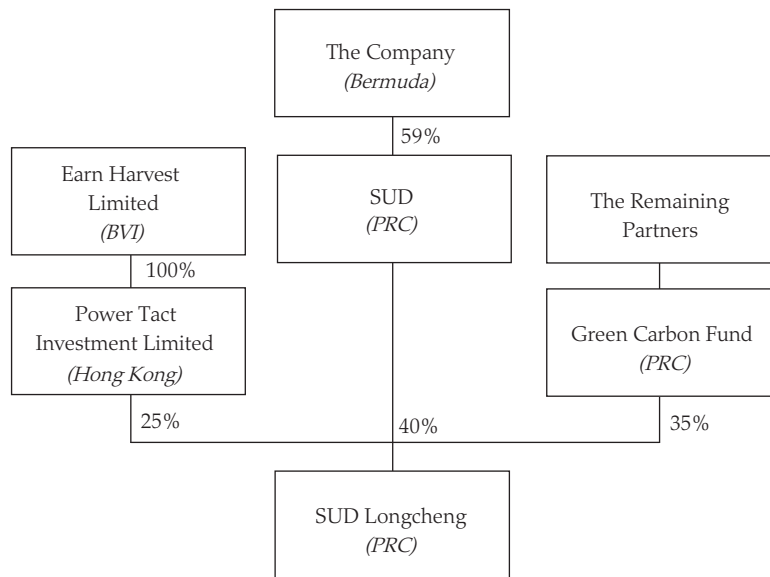 The Company
(Bermuda)
59%
Earn Harvest
Limited
(BVI)
SUD
(PRC)
The Remaining
Partners
100%
Power Tact
Investment Limited
(Hong Kong)
Green Carbon Fund
(PRC)
25%
40%
35%
SUD Longcheng
(PRC)